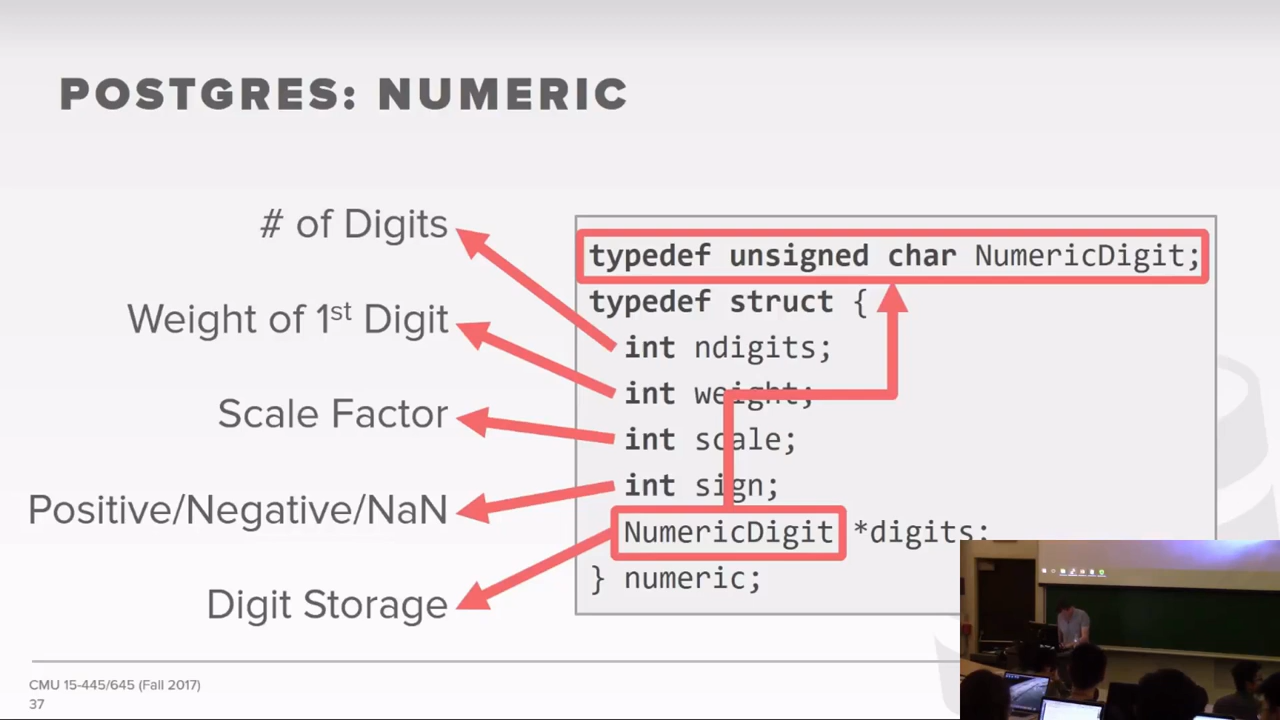 POSTGRES: NUMERIC
# of Digits
Weight of 1st Digit
Scale Factor
Positive/Negative/NaN
Digit Storage
typedef unsigned char NumericDigit;
typedef struct {
int ndigits;
int weight;
int scale;
int sign;
NumericDigit *digits;
} numeric;
CMU 15-445/645 (Fall 2017)
37